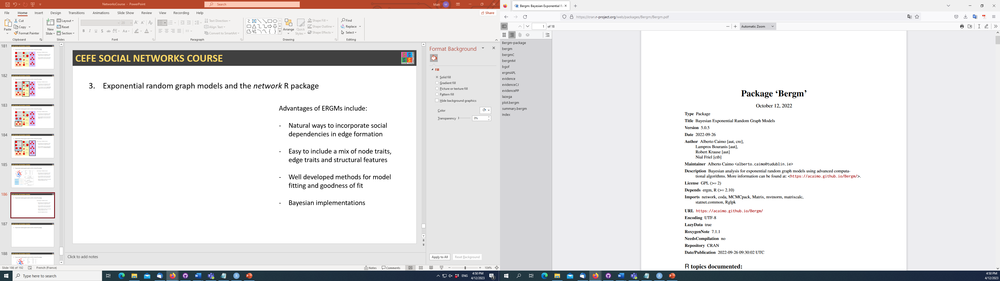 NetworksCourse - PowerPoint
Search
Matt
M
File Home Insert Design Transitions Animations Slide Show Review View Recording Help
Share
Paste
Cut
Copy
Format Painter
Clipboard
New
Slide
Layout
Reset
Section
Slides
20
Font
Paragraph
Text Direction
Align Text
Convert to SmartArt
Arrange
Quick
Styles
Shape Fill
Shape Outline
Shape Effects
Drawing
Find
Replace
Select
Editing
181
182
183
184
185
186
187
188
CEFE SOCIAL NETWORKS COURSE
3. Exponential random graph models and the network R package
Advantages of ERGMs include:
- Natural ways to incorporate social
dependencies in edge formation
- Easy to include a mix of node traits,
edge traits and structural features
- Well developed methods for model
fitting and goodness of fit
- Bayesian implementations
Click to add notes
Format Background
Fill
Solid fill
Gradient fill
Picture or texture fill
Pattern fill
Hide background graphics
Color
Transparency
0%
Apply to All
Reset Background
Slide 186 of 192
French (France)
Notes
Comments
104%
Type here to search
ENG
4:50 PM
4/12/2023
5
Bergm: Bayesian Exponential Ra
https://cran.r-project.org/web/packages/Bergm/Bergm.pdf
1 of 18
Automatic Zoom
Bergm-package
bergm
bergmC
bergmM
bgof
ergmAPL
evidence
evidenceCJ
evidencePP
lazega
plot.bergm
summary.bergm
Index
Package ‘Bergm’
October 12, 2022
Type Package
Title Bayesian Exponential Random Graph Models
Version 5.0.5
Date 2022-09-26
Author Alberto Caimo [aut, cre],
Lampros Bouranis [aut],
Robert Krause [aut]
Nial Friel [ctb]
Maintainer Alberto Caimo <alberto.caimo@tudublin.ie>
Description Bayesian analysis for exponential random graph models using advanced computa-
tional algorithms. More information can be found at: <https://acaimo.github.io/Bergm/>.
License GPL (>= 2)
Depends ergm, R (>= 2.10)
Imports network, coda, MCMCpack, Matrix, mvtnorm, matrixcalc,
statnet.common, Rglpk
URL https://acaimo.github.io/Bergm/
Encoding UTF-8
LazyData true
RoxygenNote 7.1.1
NeedsCompilation no
Repository CRAN
Date/Publication 2022-09-26 09:30:02 UTC
R topics documented:
4:50 PM
4/12/2023